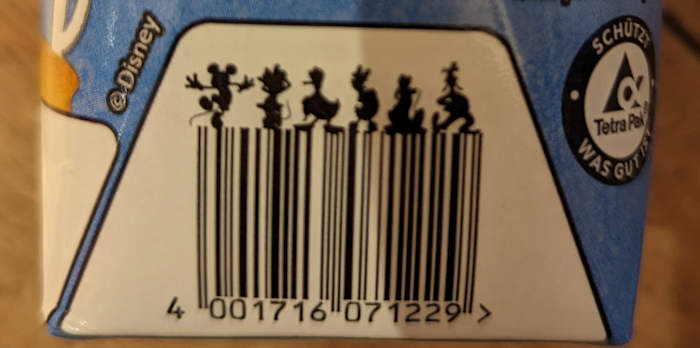 ©Disney
SCHÜTZT
Tetra Pak®
WAS GUT IST
4 001716 071229 >